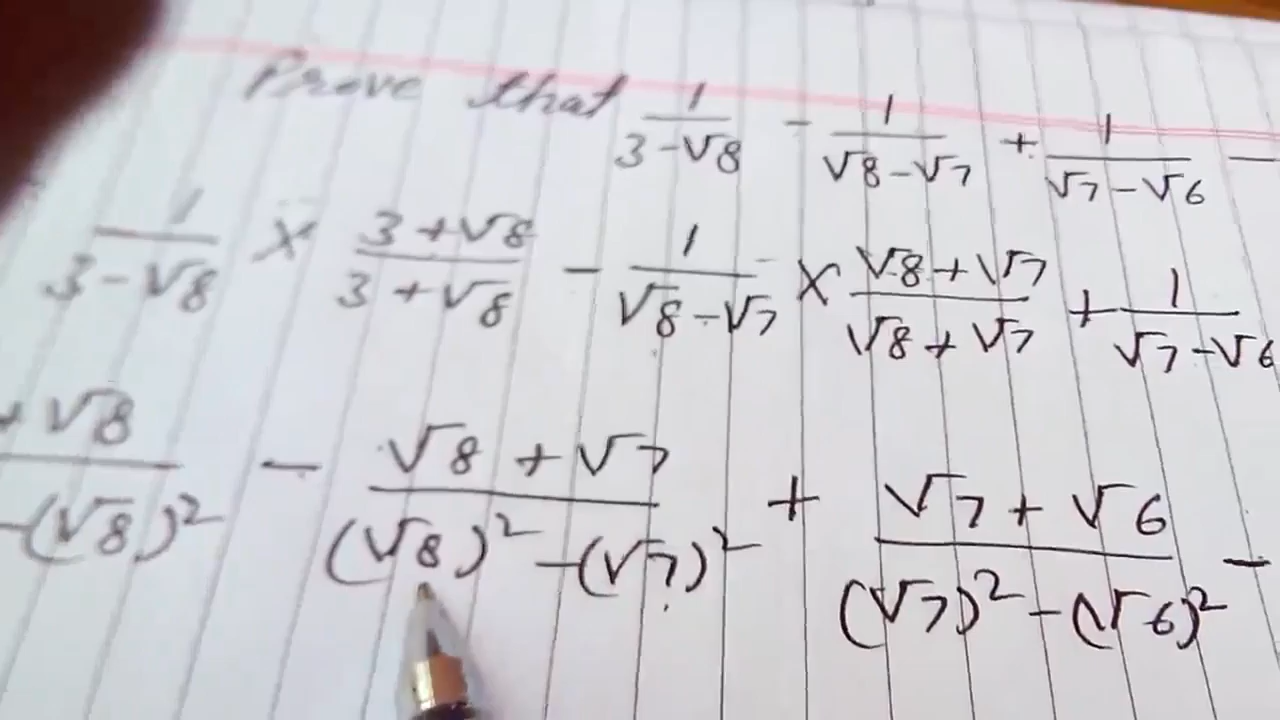 Prove that 1/(3-√8) - 1/(√8-√7) + 1/(√7-√6) -
1/(3-√8) × (3+√8)/(3+√8) - 1/(√8-√7) × (√8+√7)/(√8+√7) + 1/(√7-√6
+√8/-(√8)² - (√8+√7)/((√8)²-(√7)²) + (√7+√6)/((√7)²-(√6)²) -